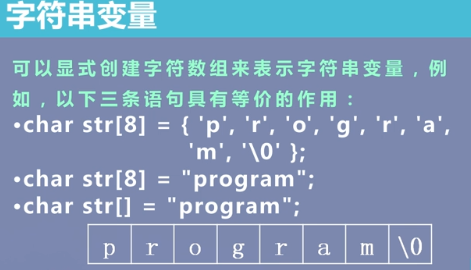 字符串变量
可以显式创建字符数组来表示字符串变量，例
如，以下三条语句具有等价的作用：
•char str[8] = { 'p', 'r', 'o', 'g', 'r', 'a',
'm', '\0' };
•char str[8] = "program";
•char str[] = "program";
p r o g r a m \0